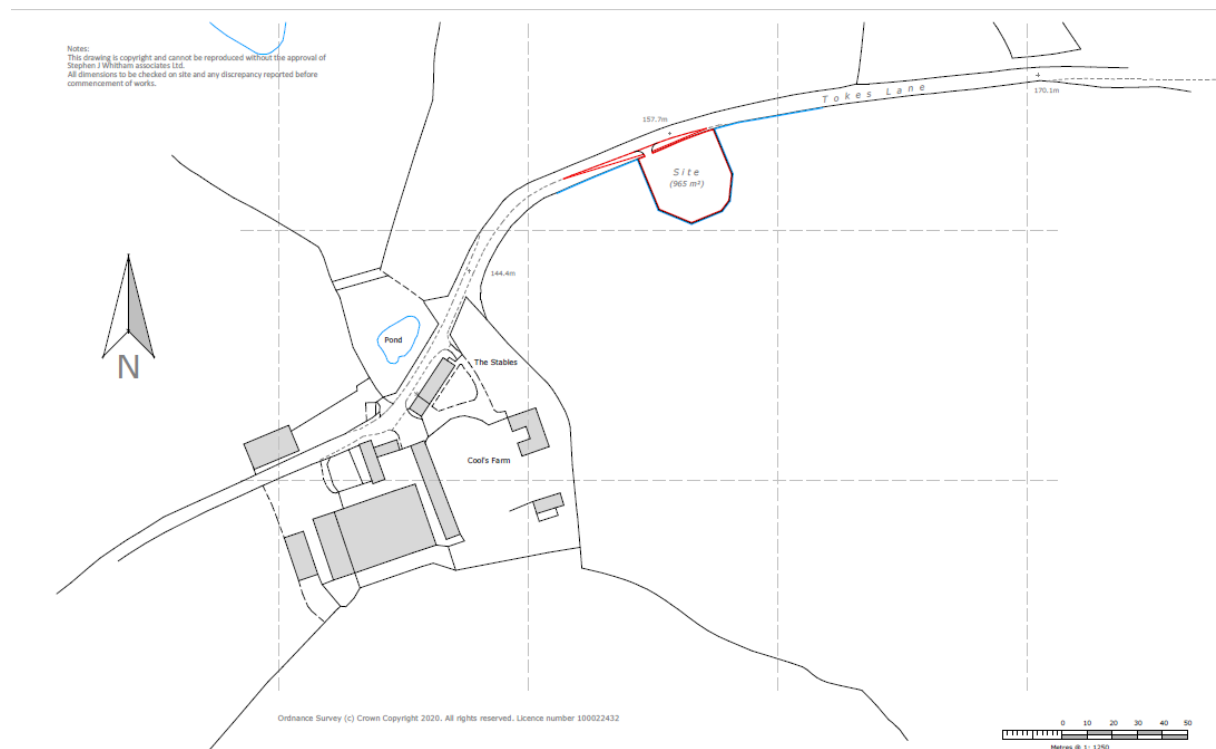 Notes:
This drawing is copyright and cannot be reproduced without the approval of
Stephen J Whitham associates Ltd.
All dimensions to be checked on site and any discrepancy reported before
commencement of works.
Tokes Lane
170.1m
157.7m
Site
(965 m²)
144.4m
Pond
The Stables
N
Cool's Farm
Ordnance Survey (c) Crown Copyright 2020. All rights reserved. Licence number 100022432
0 10 20 30 40 50
Metres @ 1: 1250